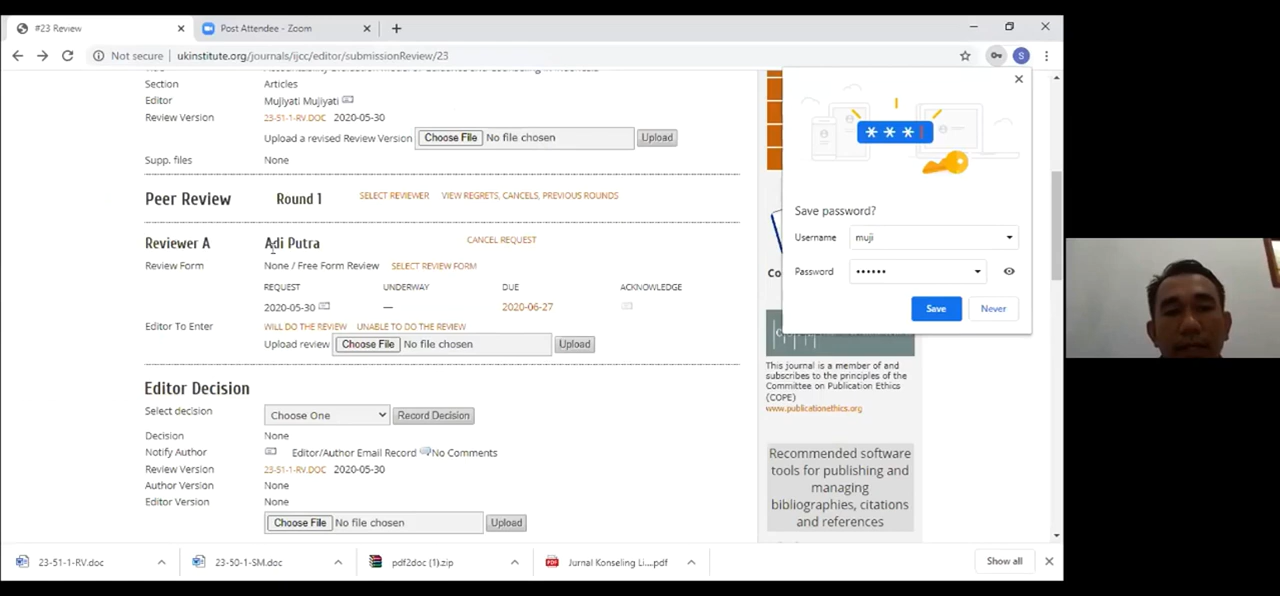 #23 Review
Post Attendee - Zoom
Not secure
ukinstitute.org/journals/ijcc/editor/submissionReview/23
S
Section Articles
Editor Mujiyati Mujiyati
Review Version 23-51-1-RV.DOC 2020-05-30
Upload a revised Review Version Choose File No file chosen Upload
Supp. files None
Peer Review Round 1 SELECT REVIEWER VIEW REGRETS, CANCELS, PREVIOUS ROUNDS
Reviewer A Adi Putra CANCEL REQUEST
Review Form None / Free Form Review SELECT REVIEW FORM
REQUEST UNDERWAY DUE ACKNOWLEDGE
2020-05-30 — 2020-06-27
Editor To Enter WILL DO THE REVIEW UNABLE TO DO THE REVIEW
Upload review Choose File No file chosen Upload
Editor Decision
Select decision Choose One Record Decision
Decision None
Notify Author Editor/Author Email Record No Comments
Review Version 23-51-1-RV.DOC 2020-05-30
Author Version None
Editor Version None
Choose File No file chosen Upload
***
Save password?
Username muji
Password ••••••
Save Never
Co
This journal is a member of and
subscribes to the principles of the
Committee on Publication Ethics
(COPE)
www.publicationethics.org
Recommended software
tools for publishing and
managing
bibliographies, citations
and references
23-51-1-RV.doc
23-50-1-SM.doc
pdf2doc (1).zip
PDF
Jurnal Konseling Li....pdf
Show all